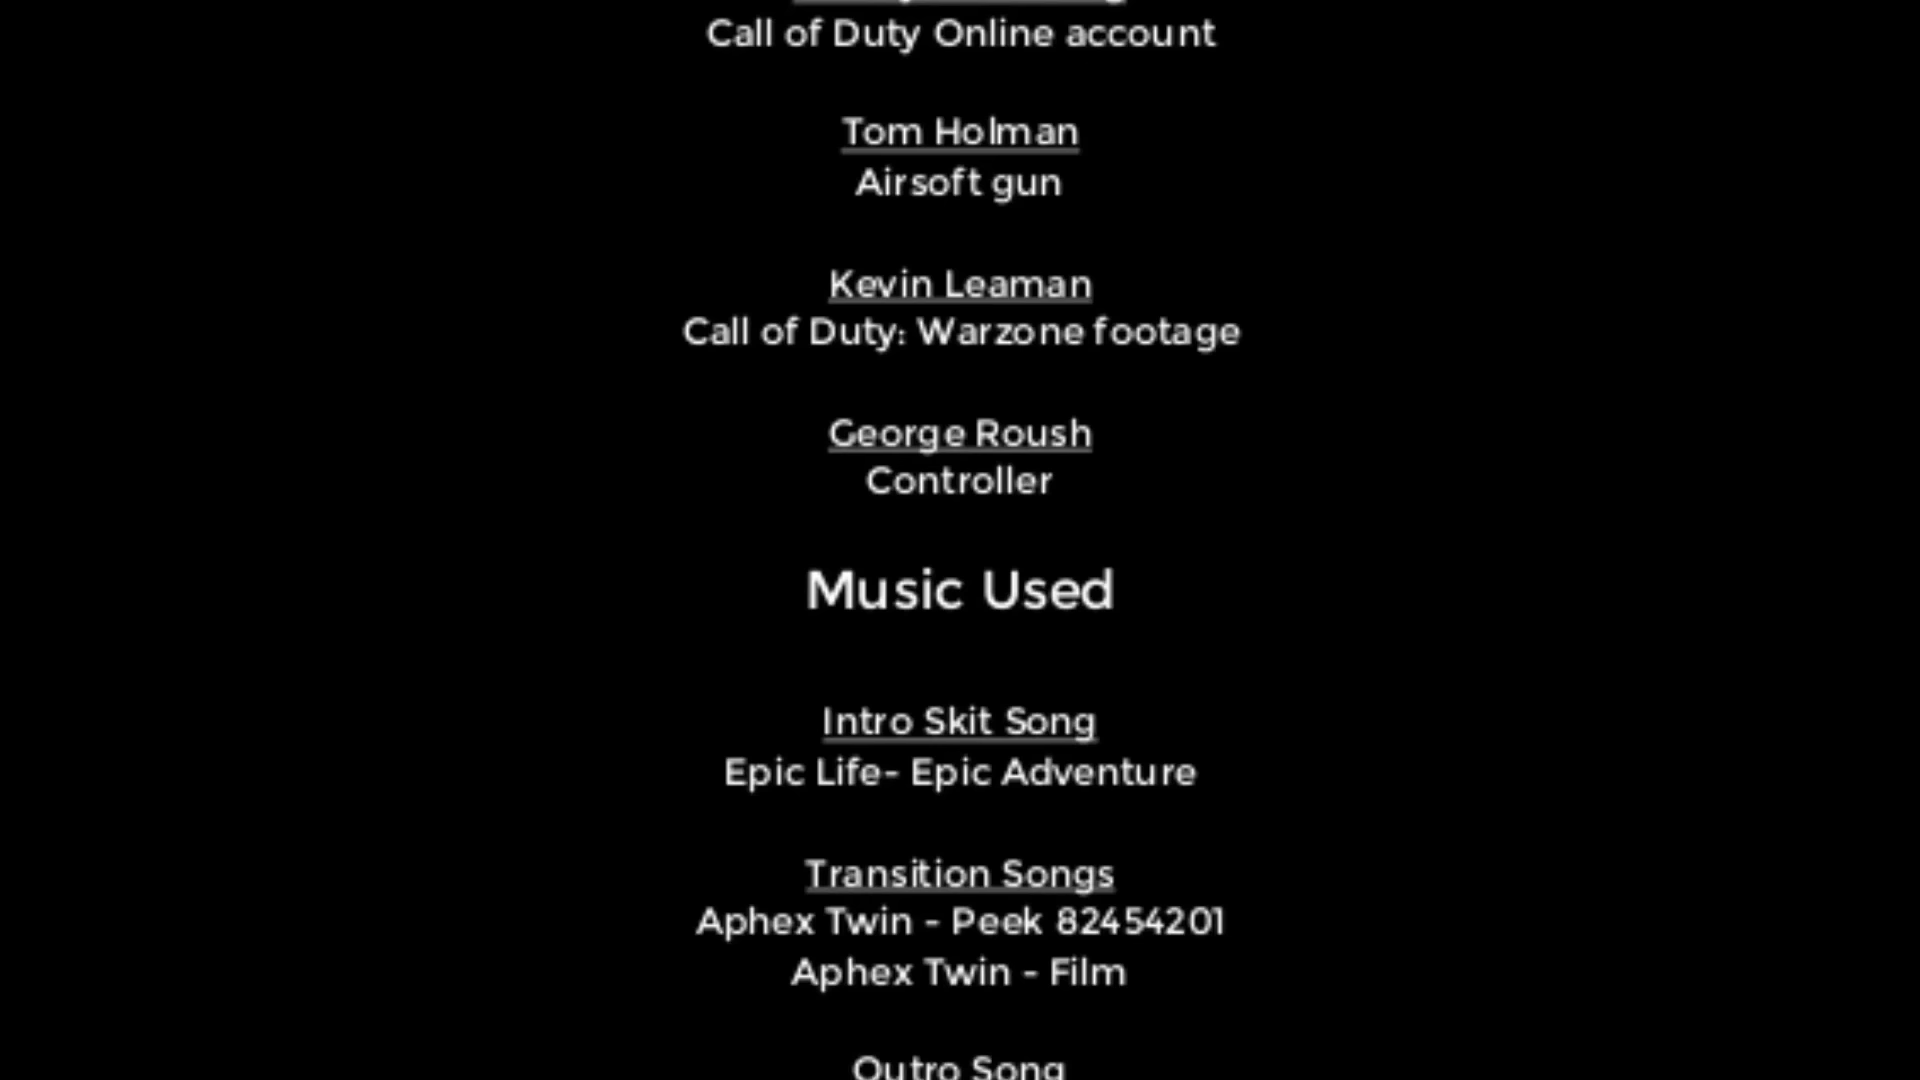 Call of Duty Online account
Tom Holman
Airsoft gun
Kevin Leaman
Call of Duty: Warzone footage
George Roush
Controller
Music Used
Intro Skit Song
Epic Life- Epic Adventure
Transition Songs
Aphex Twin - Peek 82454201
Aphex Twin - Film
Outro Song